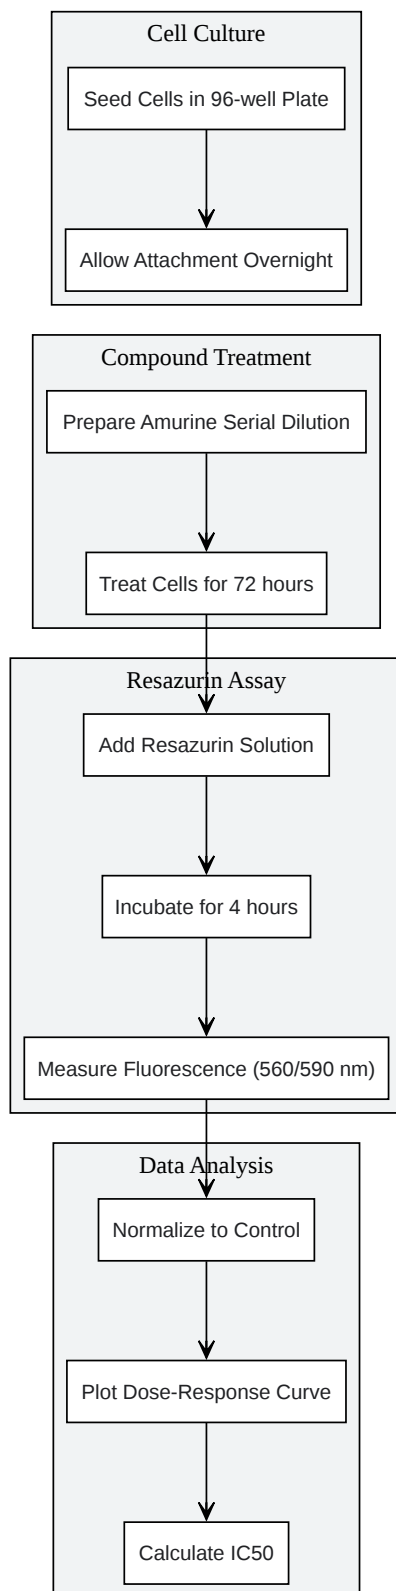 Cell Culture
Seed Cells in 96-well Plate
Allow Attachment Overnight
Compound Treatment
Prepare Amurine Serial Dilution
Treat Cells for 72 hours
Resazurin Assay
Add Resazurin Solution
Incubate for 4 hours
Measure Fluorescence (560/590 nm)
Data Analysis
Normalize to Control
Plot Dose-Response Curve
Calculate IC50